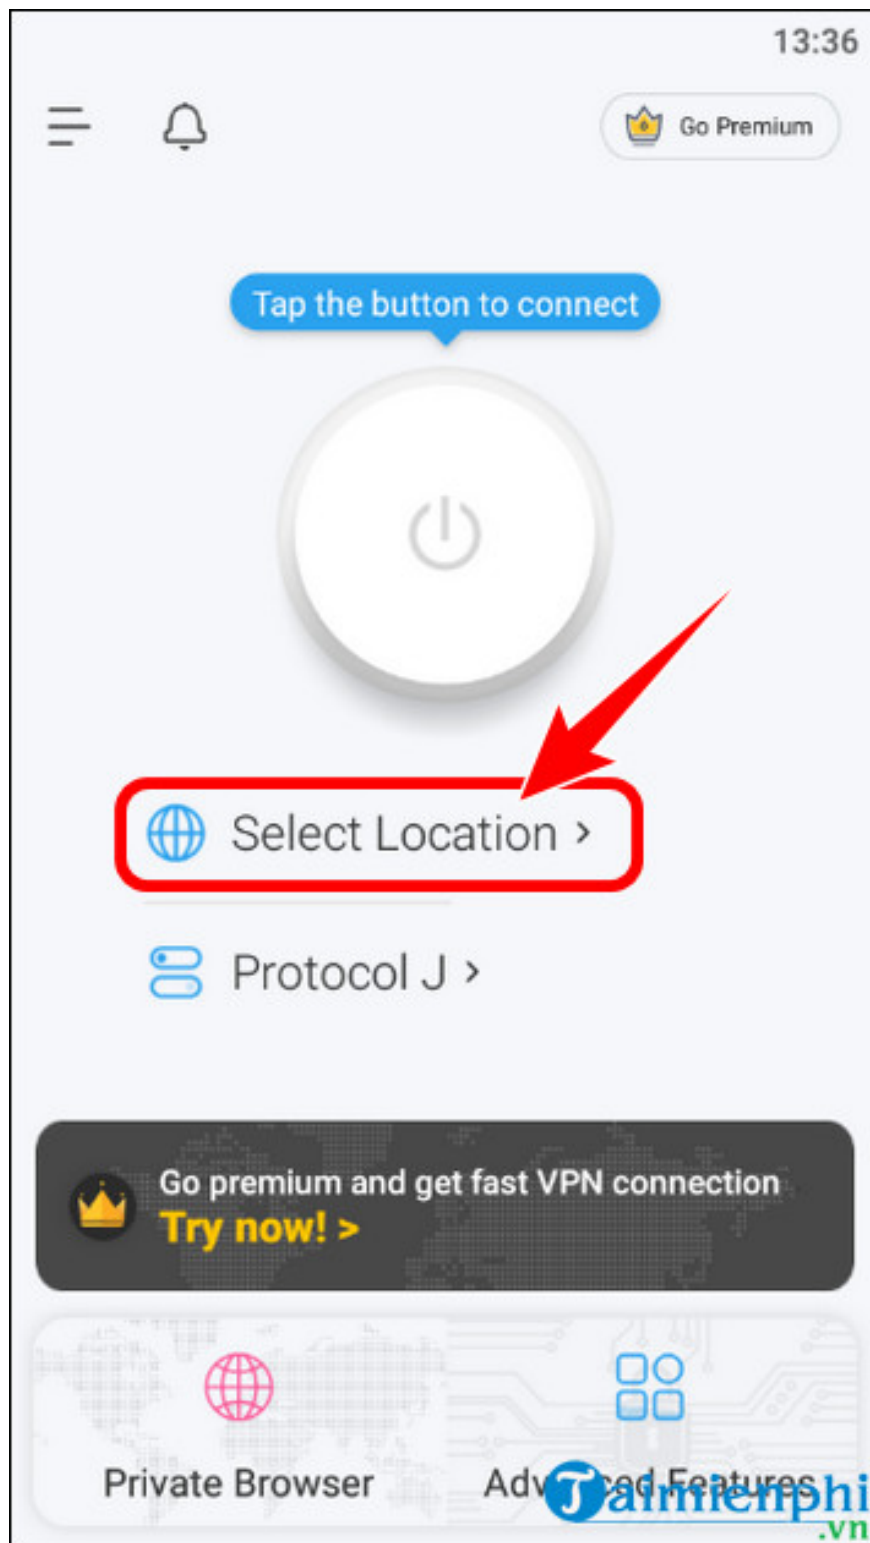 13:36
Go Premium
Tap the button to connect
Select Location >
Protocol J >
Go premium and get fast VPN connection
Try now! >
Private Browser
Advanced Features
Taimienphi
.vn